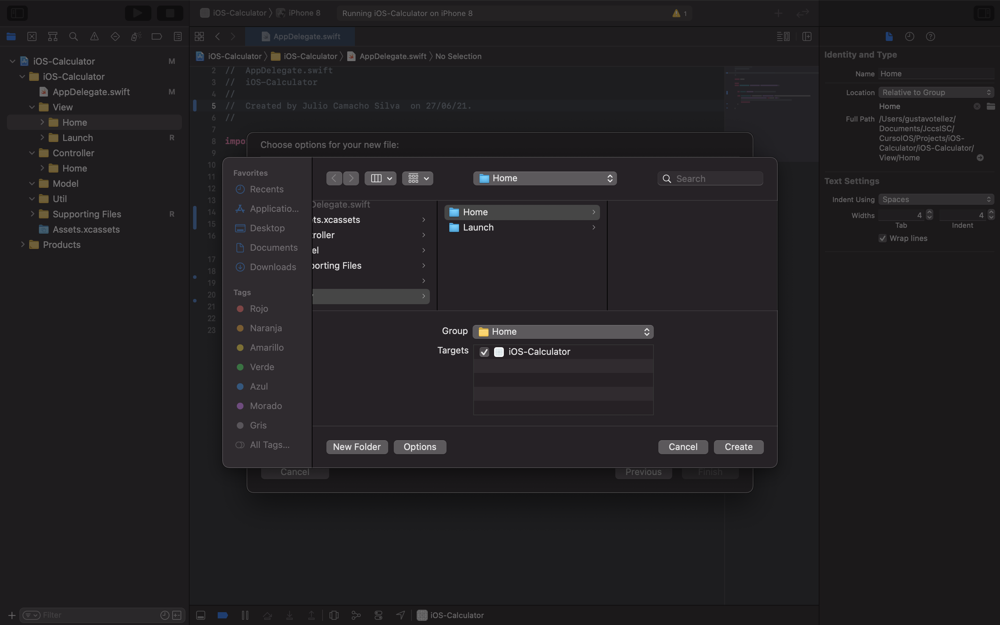 iOS-Calculator 〉 iPhone 8
Running iOS-Calculator on iPhone 8
1
AppDelegate.swift
iOS-Calculator 〉 iOS-Calculator 〉 AppDelegate.swift 〉 No Selection
iOS-Calculator M
iOS-Calculator
AppDelegate.swift M
View
Home
Launch R
Controller
Home
Model
Util
Supporting Files R
Assets.xcassets
Products
2 // AppDelegate.swift
3 // iOS-Calculator
4 //
5 // Created by Julio Camacho Silva  on 27/06/21.
6 //
7
8 impo
9
10
11
12
13
14
15
16
17
18
19
20
21
22
23
Choose options for your new file:
Favorites
Recents
Applicatio...
Desktop
Documents
Downloads
Tags
Rojo
Naranja
Amarillo
Verde
Azul
Morado
Gris
All Tags...
Home
Search
Delegate.swift
ets.xcassets
roller
el
porting Files
Home
Launch
Group Home
Targets iOS-Calculator
New Folder
Options
Cancel
Create
Cancel
Previous
Finish
Identity and Type
Name Home
Location Relative to Group
Home
Full Path /Users/gustavotellez/
Documents/JccsISC/
CursoIOS/Projects/iOS-
Calculator/iOS-Calculator/
View/Home
Text Settings
Indent Using Spaces
Widths 4 4
Tab Indent
Wrap lines
Filter
iOS-Calculator